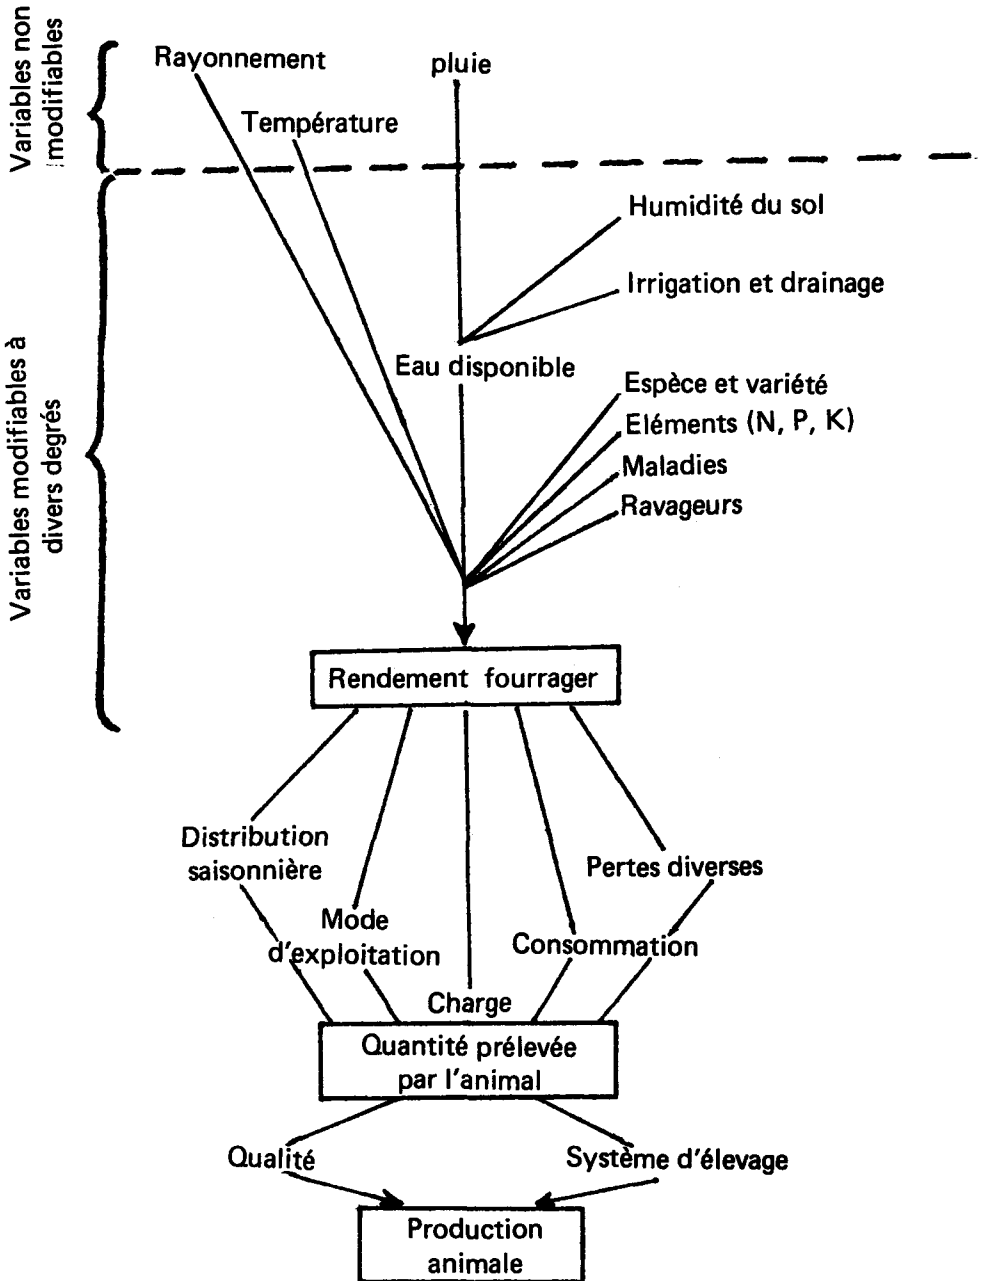 Variables non
modifiables
Rayonnement
pluie
Température
Humidité du sol
Irrigation et drainage
Variables modifiables à
divers degrés
Eau disponible
Espèce et variété
Eléments (N, P, K)
Maladies
Ravageurs
Rendement fourrager
Distribution
saisonnière
Pertes diverses
Mode
d'exploitation
Consommation
Charge
Quantité prélevée
par l'animal
Qualité
Système d'élevage
Production
animale